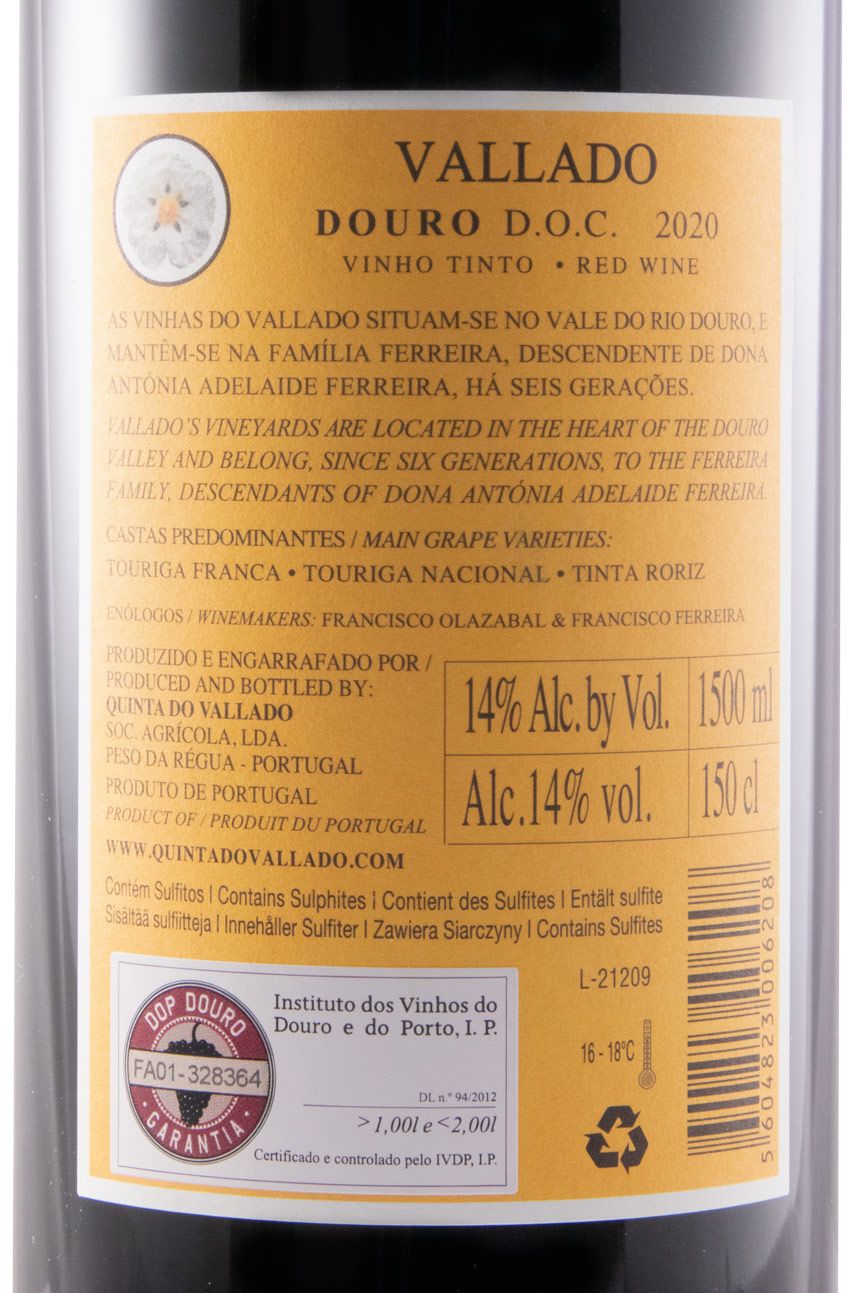 VALLADO
DOURO D.O.C. 2020
VINHO TINTO • RED WINE
AS VINHAS DO VALLADO SITUAM-SE NO VALE DO RIO DOURO, E
MANTÊM-SE NA FAMÍLIA FERREIRA, DESCENDENTE DE DONA
ANTÓNIA ADELAIDE FERREIRA, HÁ SEIS GERAÇÕES.
VALLADO'S VINEYARDS ARE LOCATED IN THE HEART OF THE DOURO
VALLEY AND BELONG, SINCE SIX GENERATIONS, TO THE FERREIRA
FAMILY, DESCENDANTS OF DONA ANTÓNIA ADELAIDE FERREIRA.
CASTAS PREDOMINANTES / MAIN GRAPE VARIETIES:
TOURIGA FRANCA • TOURIGA NACIONAL • TINTA RORIZ
ENÓLOGOS / WINEMAKERS: FRANCISCO OLAZABAL & FRANCISCO FERREIRA
PRODUZIDO E ENGARRAFADO POR /
PRODUCED AND BOTTLED BY:
QUINTA DO VALLADO
SOC. AGRÍCOLA, LDA.
PESO DA RÉGUA - PORTUGAL
PRODUTO DE PORTUGAL
PRODUCT OF / PRODUIT DU PORTUGAL
WWW.QUINTADOVALLADO.COM
14% Alc. by Vol. 1500 ml
Alc.14% vol. 150 cl
Contém Sulfitos | Contains Sulphites | Contient des Sulfites | Entält sulfite
Sisältää sulfiitteja | Innehåller Sulfiter | Zawiera Siarczyny | Contains Sulfites
L-21209
16 - 18ºC
5 604823 006208
DOP DOURO
FA01-328364
• GARANTIA •
Instituto dos Vinhos do
Douro e do Porto, I. P.
DL n.º 94/2012
>1,00l e <2,00l
Certificado e controlado pelo IVDP, I.P.